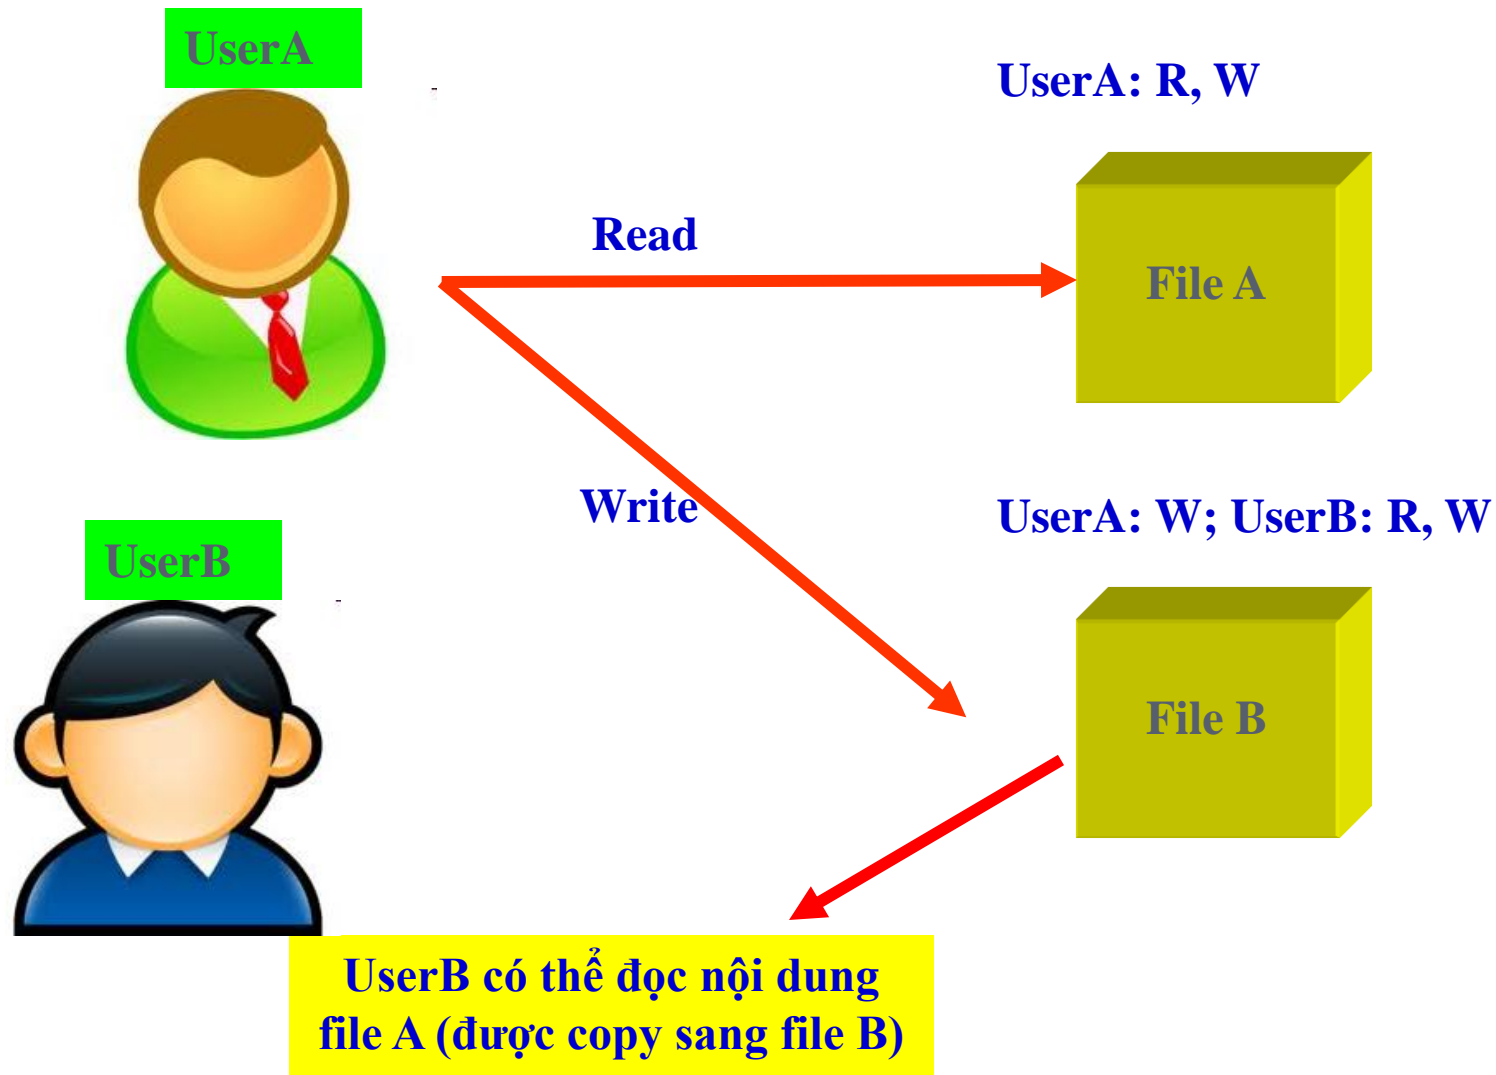 UserA
UserA: R, W
Read
File A
Write
UserA: W; UserB: R, W
UserB
File B
UserB có thể đọc nội dung
file A (được copy sang file B)